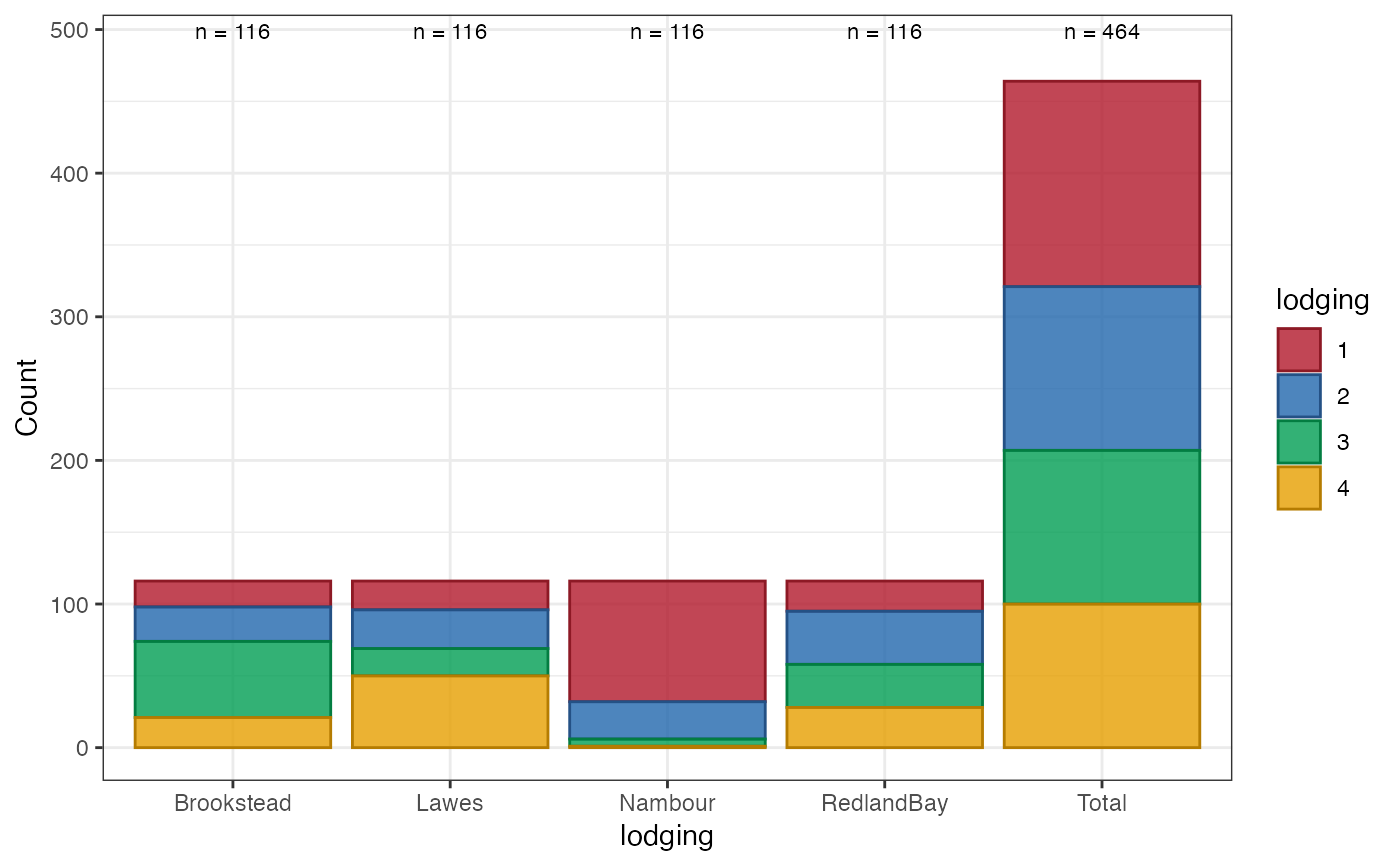 n = 116 n = 116 n = 116 n = 116 n = 464
500
400
300
200
100
0
Count
Brookstead Lawes Nambour RedlandBay Total
lodging
lodging
1
2
3
4